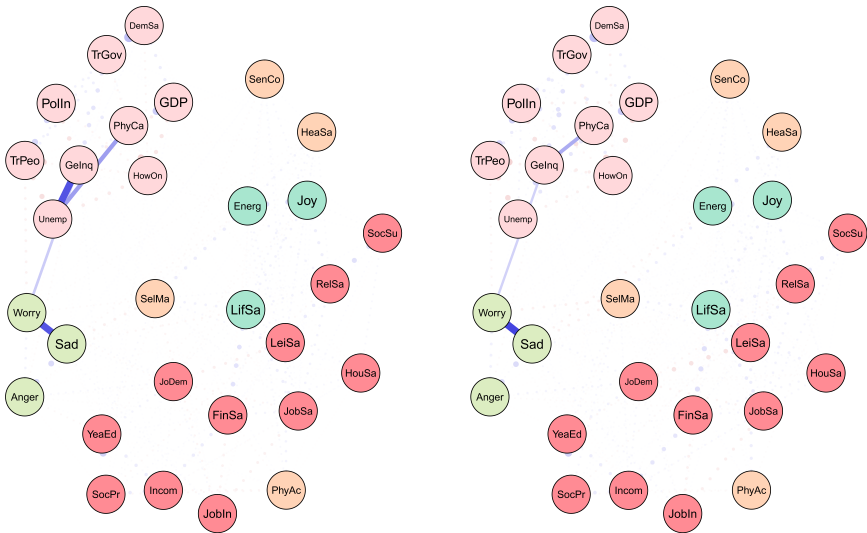 DemSa
TrGov
SenCo
PolIn
GDP
PhyCa
HeaSa
TrPeo
GeInq
HowOn
Energ
Joy
Unemp
SocSu
RelSa
SelMa
LifSa
Worry
Sad
LeiSa
HouSa
JoDem
Anger
FinSa
JobSa
YeaEd
SocPr
Incom
PhyAc
JobIn
DemSa
TrGov
SenCo
PolIn
GDP
PhyCa
HeaSa
TrPeo
GeInq
HowOn
Energ
Joy
Unemp
SocSu
RelSa
SelMa
LifSa
Worry
Sad
LeiSa
HouSa
JoDem
Anger
FinSa
JobSa
YeaEd
SocPr
Incom
PhyAc
JobIn